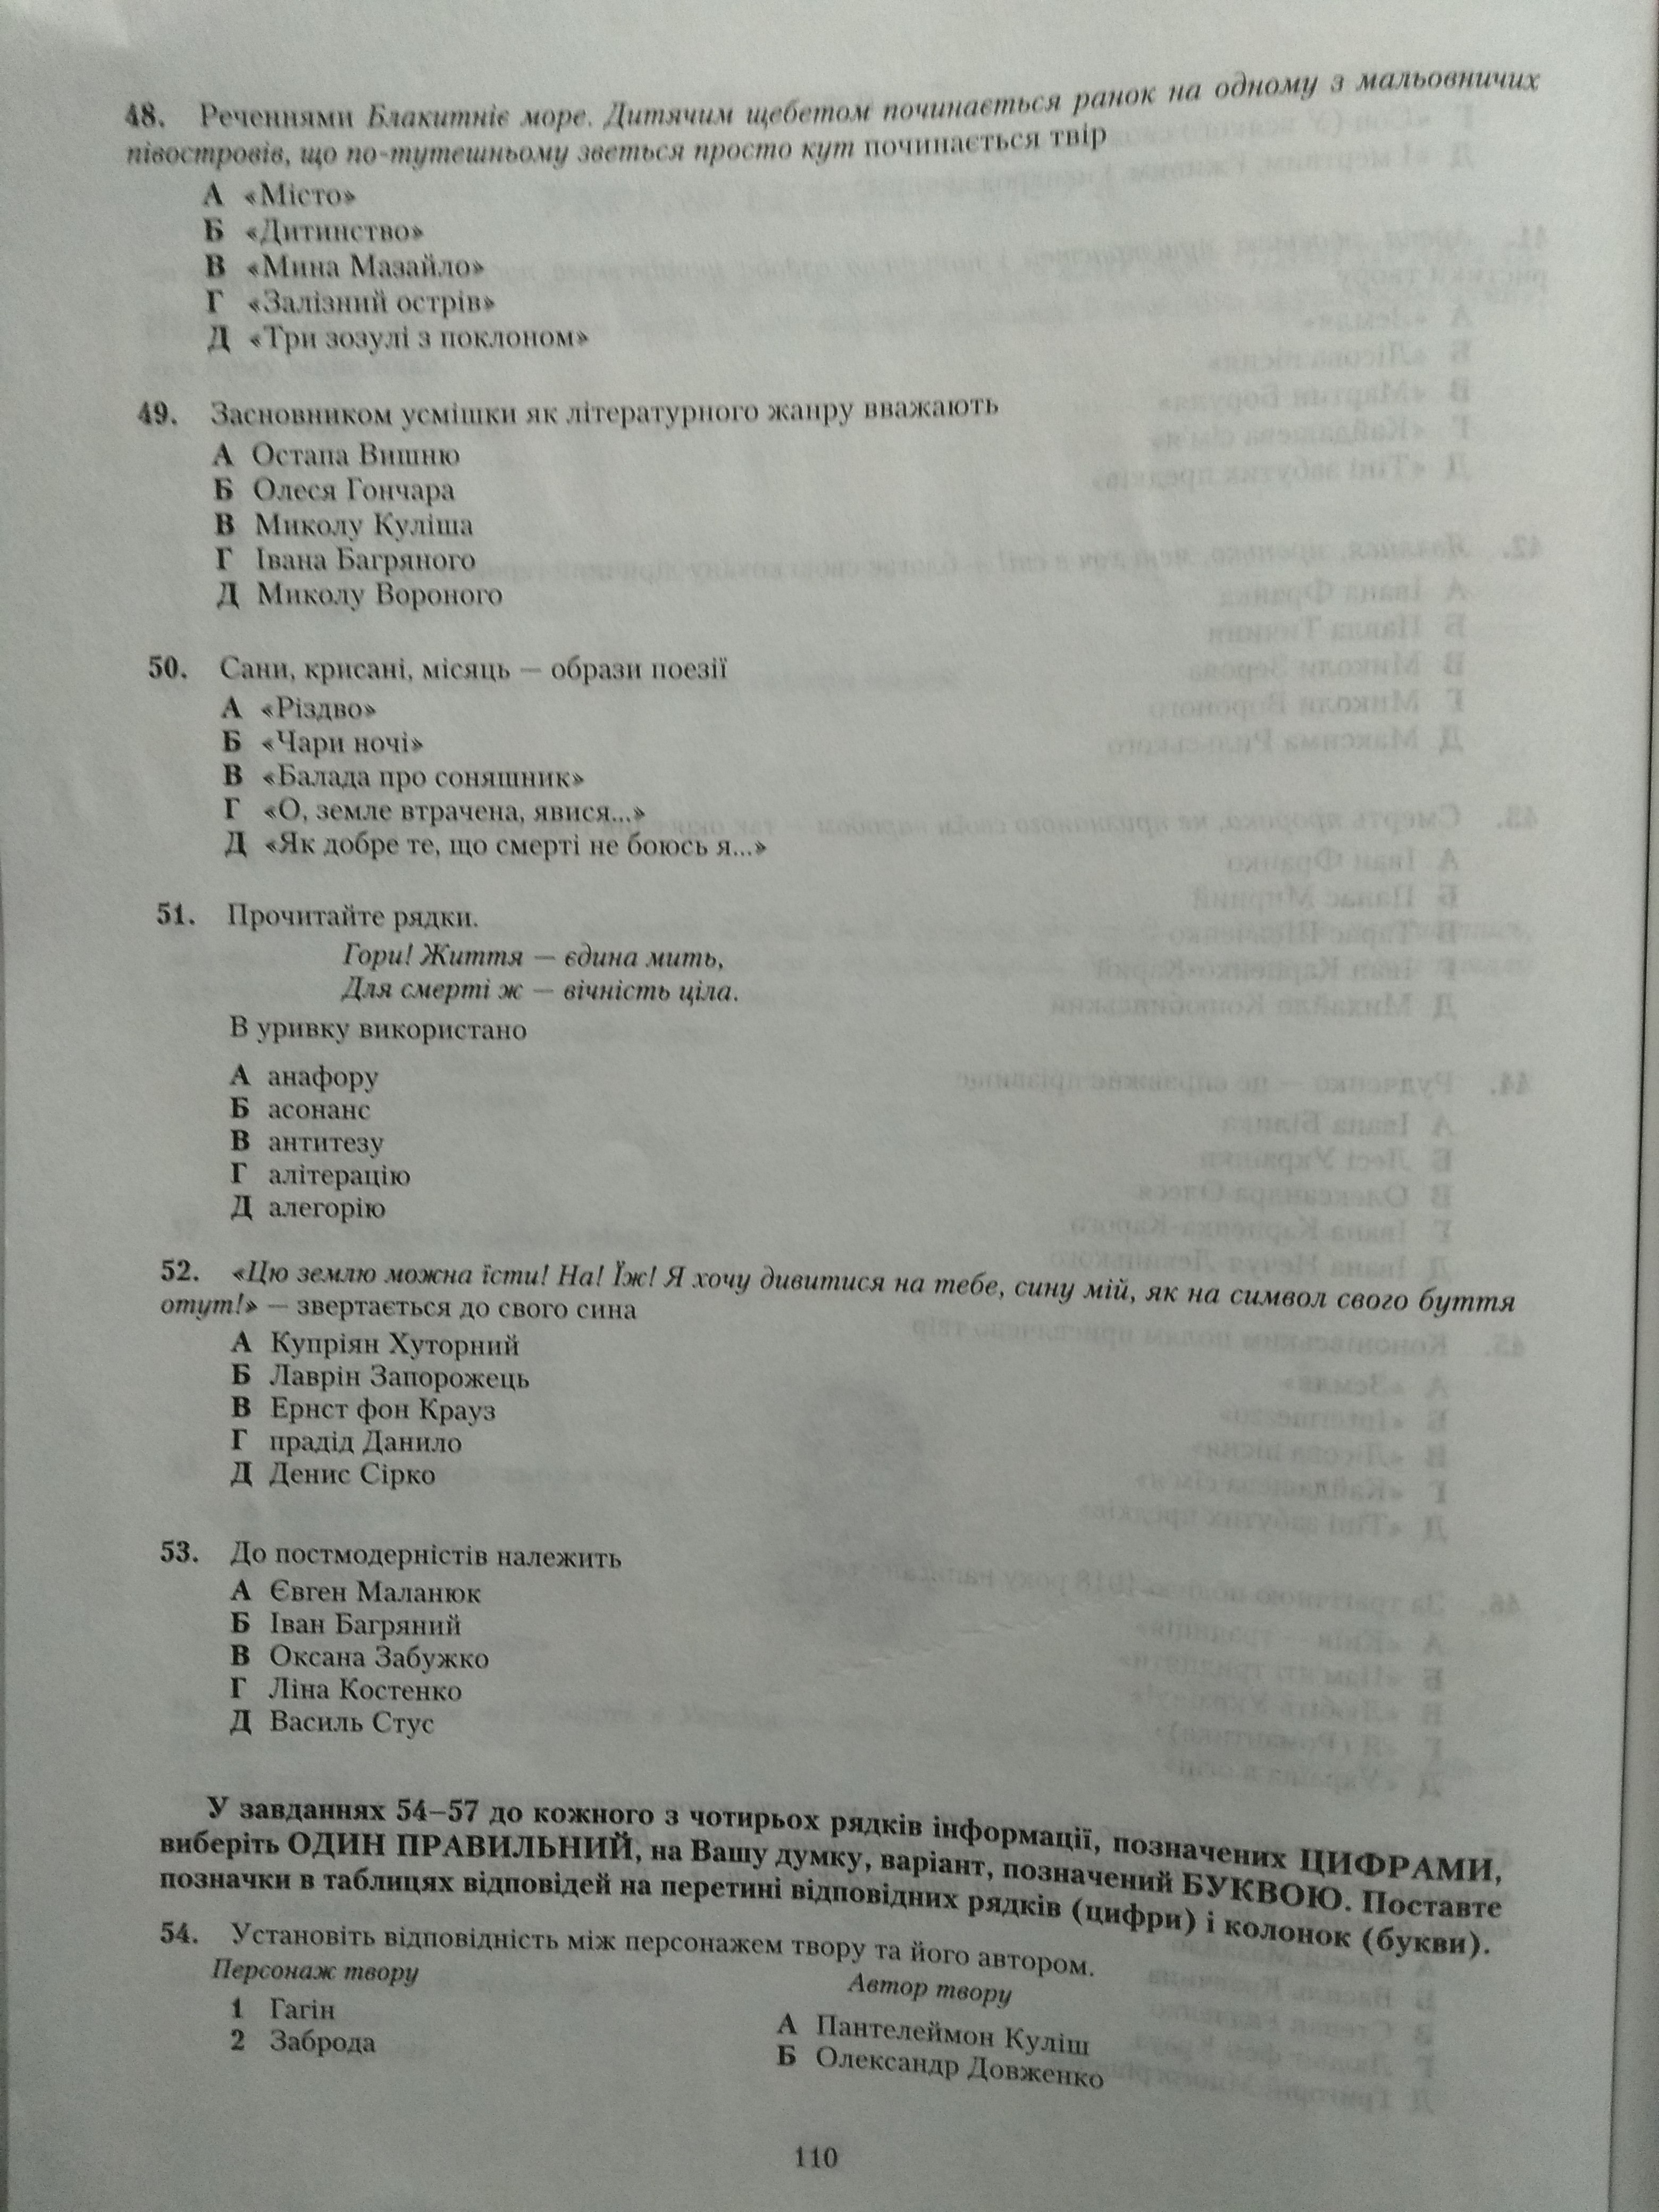 48. Реченнями Блакитніє море. Дитячим щебетом починається ранок на одному з мальовничих
півостровів, що по-тутешньому зветься просто кут починається твір
А «Місто»
Б «Дитинство»
В «Мина Мазайло»
Г «Залізний острів»
Д «Три зозулі з поклоном»
49. Засновником усмішки як літературного жанру вважають
А Остапа Вишню
Б Олеся Гончара
В Миколу Куліша
Г Івана Багряного
Д Миколу Вороного
50. Сани, крисані, місяць — образи поезії
А «Різдво»
Б «Чари ночі»
В «Балада про соняшник»
Г «О, земле втрачена, явися...»
Д «Як добре те, що смерті не боюсь я...»
51. Прочитайте рядки.
Гори! Життя — єдина мить,
Для смерті ж — вічність ціла.
В уривку використано
А анафору
Б асонанс
В антитезу
Г алітерацію
Д алегорію
52. «Цю землю можна їсти! На! Їж! Я хочу дивитися на тебе, сину мій, як на символ свого буття
отут!» — звертається до свого сина
А Купріян Хуторний
Б Лаврін Запорожець
В Ернст фон Крауз
Г прадід Данило
Д Денис Сірко
53. До постмодерністів належить
А Євген Маланюк
Б Іван Багряний
В Оксана Забужко
Г Ліна Костенко
Д Василь Стус
У завданнях 54–57 до кожного з чотирьох рядків інформації, позначених ЦИФРАМИ,
виберіть ОДИН ПРАВИЛЬНИЙ, на Вашу думку, варіант, позначений БУКВОЮ. Поставте
позначки в таблицях відповідей на перетині відповідних рядків (цифри) і колонок (букви).
54. Установіть відповідність між персонажем твору та його автором.
Персонаж твору
Автор твору
1 Гагін
2 Заброда
А Пантелеймон Куліш
Б Олександр Довженко
110